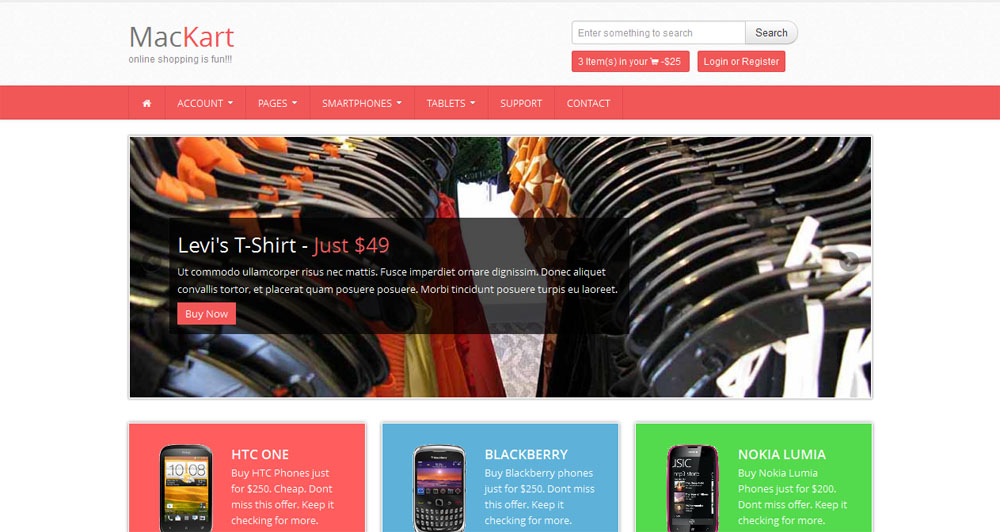 MacKart
online shopping is fun!!!
Enter something to search
Search
3 Item(s) in your -$25
Login or Register
ACCOUNT
PAGES
SMARTPHONES
TABLETS
SUPPORT
CONTACT
Levi's T-Shirt - Just $49
Ut commodo ullamcorper risus nec mattis. Fusce imperdiet ornare dignissim. Donec aliquet
convallis tortor, et placerat quam posuere posuere. Morbi tincidunt posuere turpis eu laoreet.
Buy Now
HTC ONE
Buy HTC Phones just
for $250. Cheap. Dont
miss this offer. Keep it
checking for more.
10:10
BLACKBERRY
Buy Blackberry phones
just for $250. Dont miss
this offer. Keep it
checking for more.
NOKIA LUMIA
Buy Nokia Lumia
Phones just for $200.
Dont miss this offer.
Keep it checking for
more.